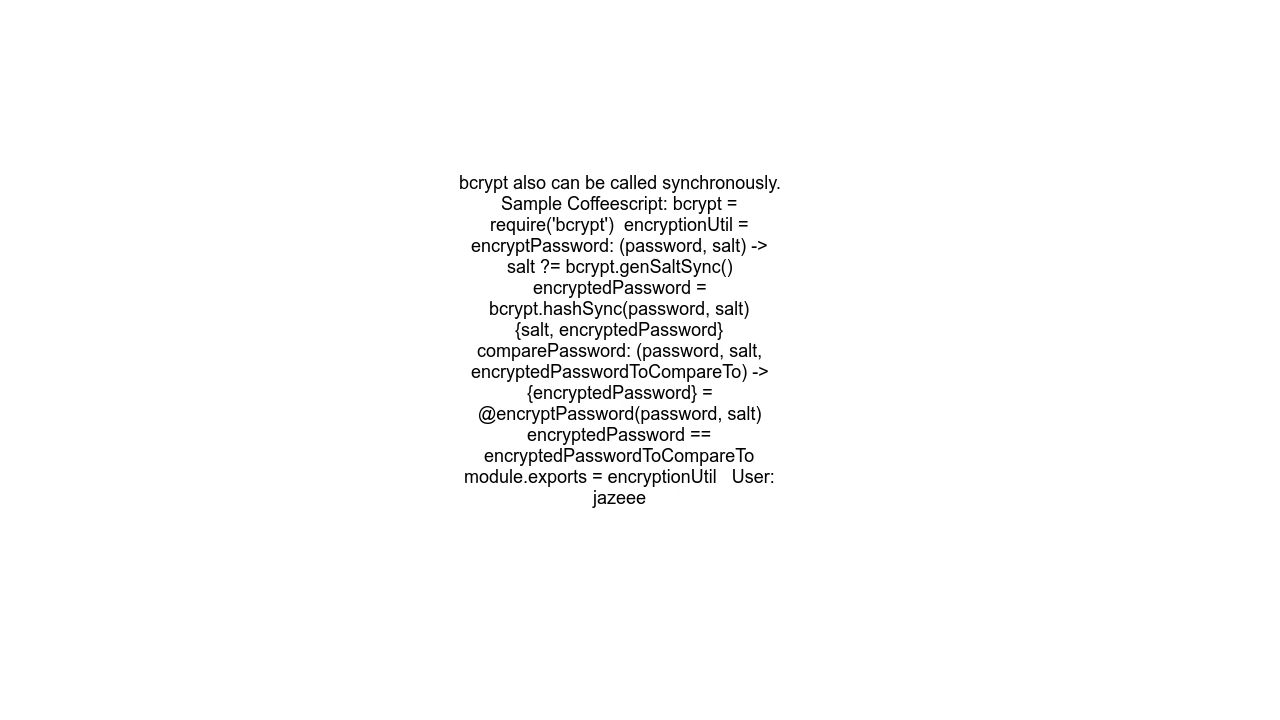 bcrypt also can be called synchronously.
Sample Coffeescript: bcrypt =
require('bcrypt')  encryptionUtil =
encryptPassword: (password, salt) ->
salt ?= bcrypt.genSaltSync()
encryptedPassword =
bcrypt.hashSync(password, salt)
{salt, encryptedPassword}
comparePassword: (password, salt,
encryptedPasswordToCompareTo) ->
{encryptedPassword} =
@encryptPassword(password, salt)
encryptedPassword ==
encryptedPasswordToCompareTo
module.exports = encryptionUtil   User:
jazeee